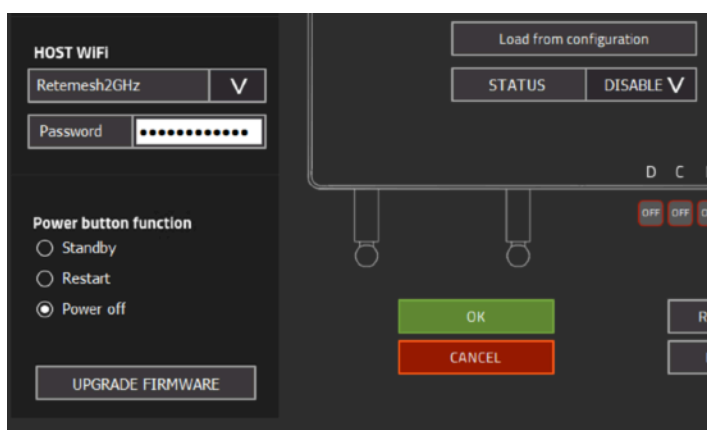 HOST WiFi
Retemesh2GHz V
Password ••••••••••••
Power button function
Standby
Restart
Power off
UPGRADE FIRMWARE
Load from configuration
STATUS DISABLE V
D C
OFF OFF
OK R
CANCEL